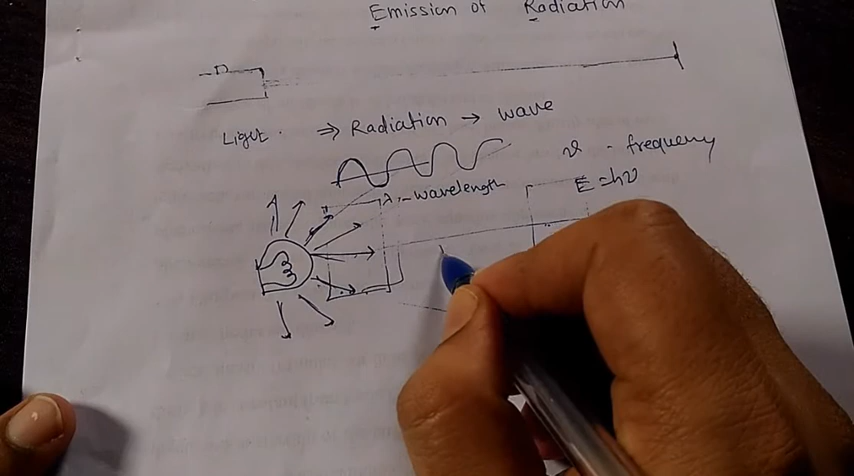 Emission of Radiation
Light. ⇒ Radiation → wave
ν - frequency
λ - wavelength
E = hν